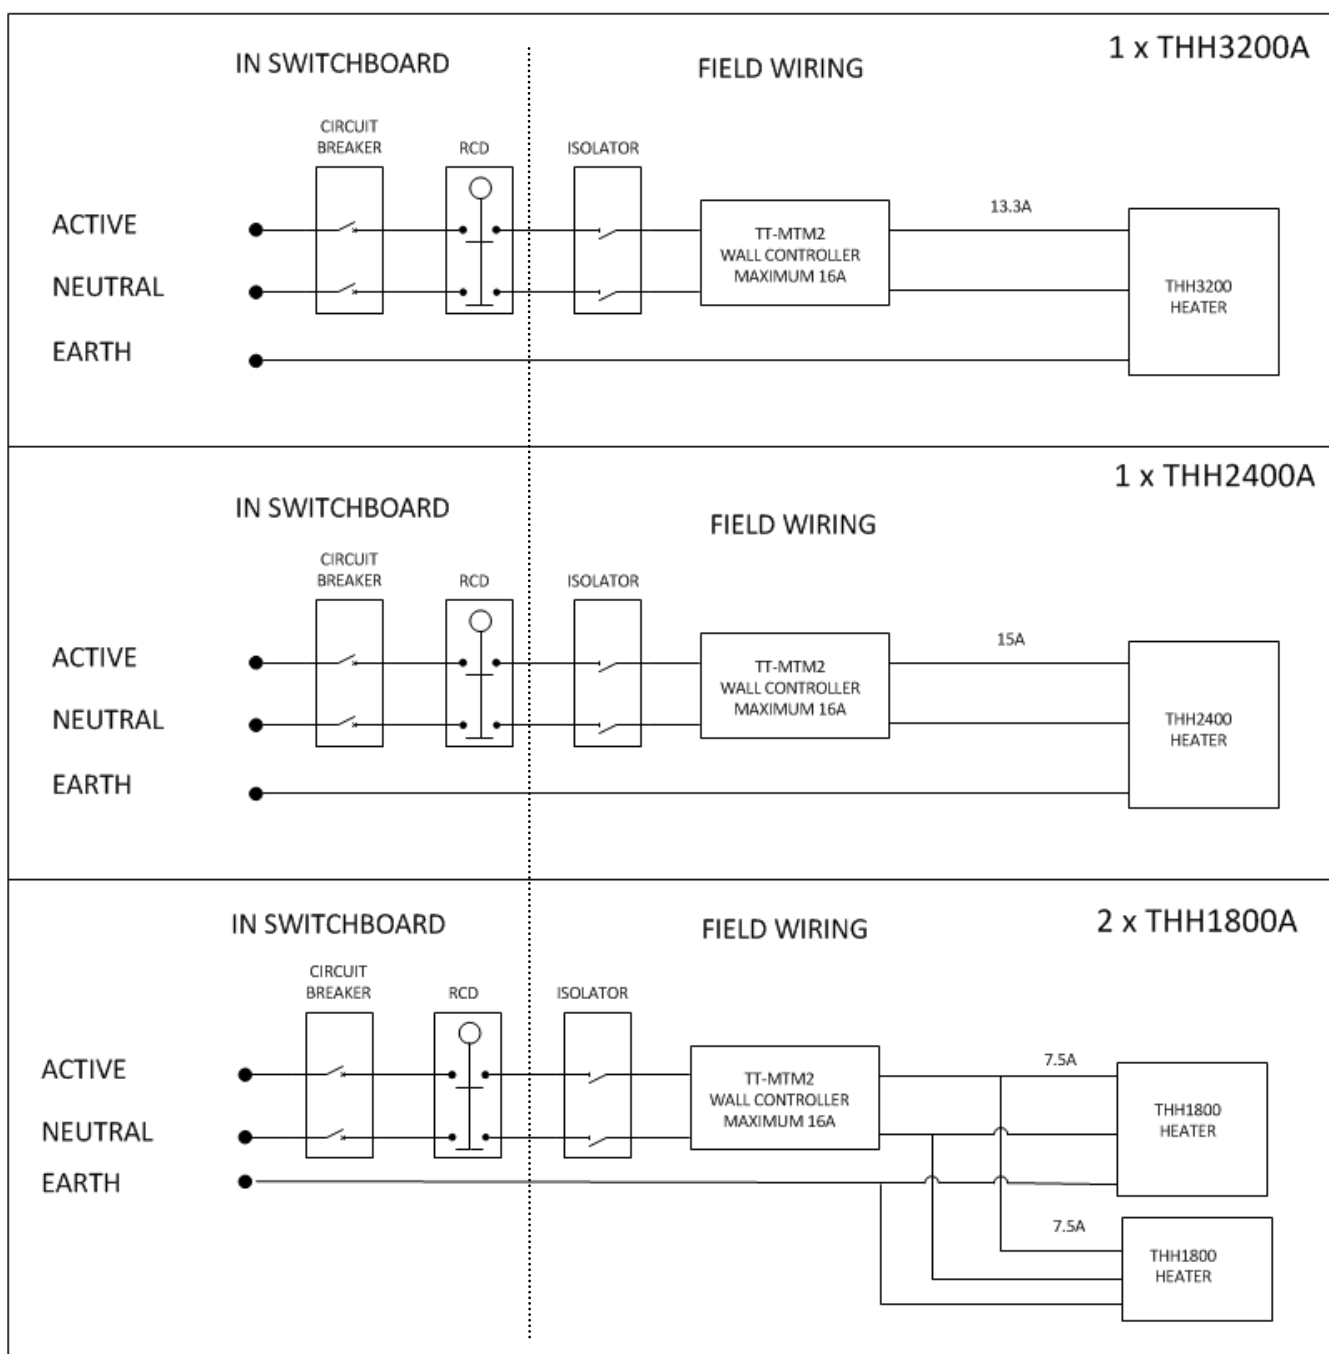 1 x THH3200A
IN SWITCHBOARD
FIELD WIRING
CIRCUIT
BREAKER
RCD
ISOLATOR
ACTIVE
NEUTRAL
EARTH
TT-MTM2
WALL CONTROLLER
MAXIMUM 16A
13.3A
THH3200
HEATER
1 x THH2400A
IN SWITCHBOARD
FIELD WIRING
CIRCUIT
BREAKER
RCD
ISOLATOR
ACTIVE
NEUTRAL
EARTH
TT-MTM2
WALL CONTROLLER
MAXIMUM 16A
15A
THH2400
HEATER
2 x THH1800A
IN SWITCHBOARD
FIELD WIRING
CIRCUIT
BREAKER
RCD
ISOLATOR
ACTIVE
NEUTRAL
EARTH
TT-MTM2
WALL CONTROLLER
MAXIMUM 16A
7.5A
THH1800
HEATER
7.5A
THH1800
HEATER